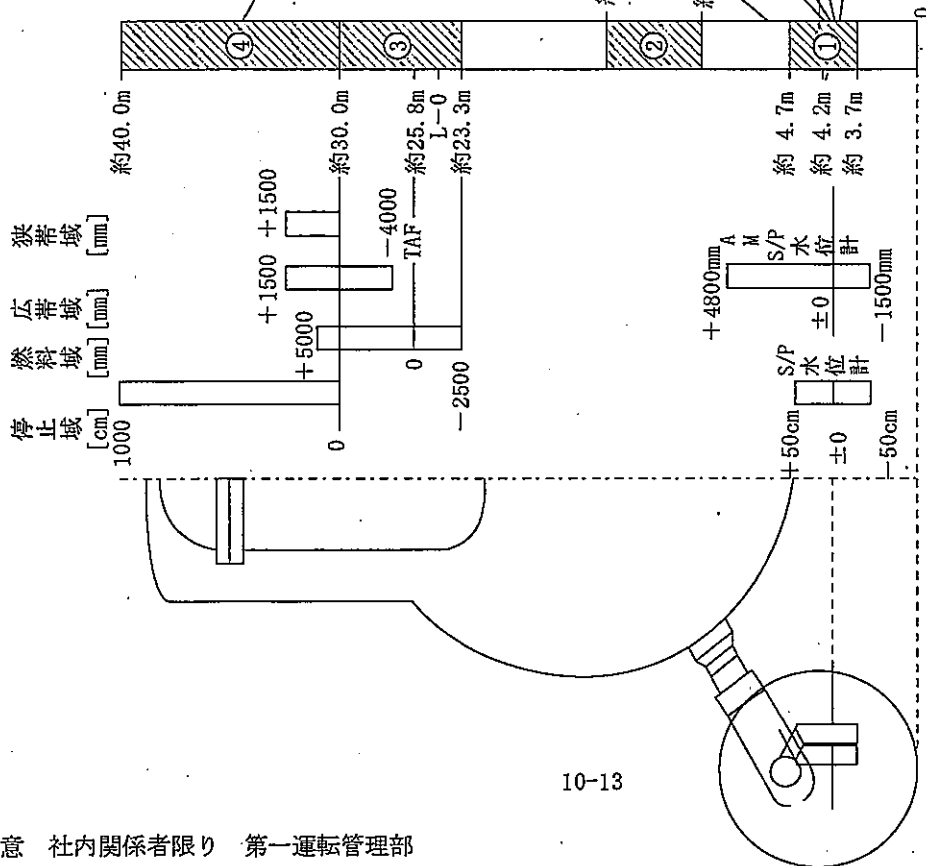 停止域
[cm]
燃料域
[mm]
広帯域
[mm]
狭帯域
[mm]
1000
0
+5000
0
-2500
+1500
-4000
+1500
TAF
約40.0m
約30.0m
約25.8m
L-0
約23.3m
④
③
②
①
S/P
水位計
+50cm
±0
-50cm
AM
S/P
水位計
+4800mm
±0
-1500mm
約 4.7m
約 4.2m
約 3.7m
0
10-13
意 社内関係者限り 第一運転管理部